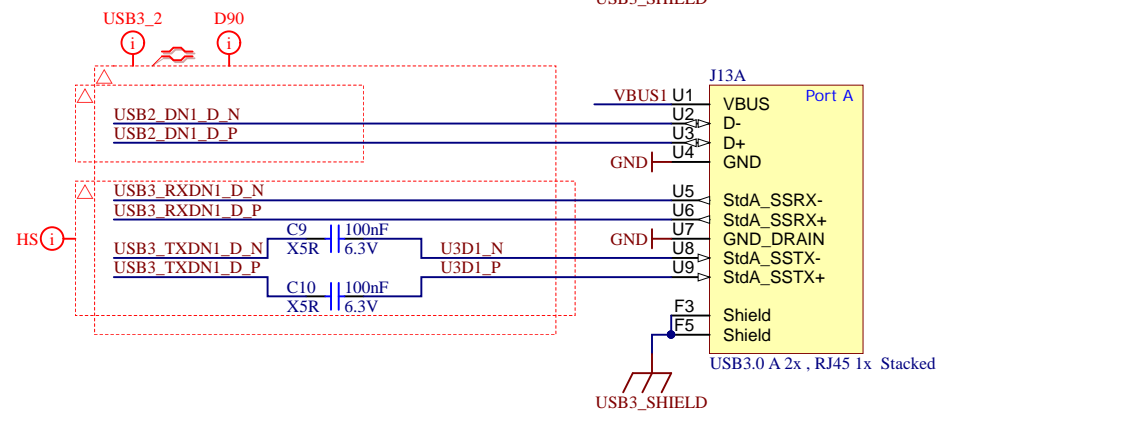 USB3_SHIELD
USB3_2 D90
i i
J13A
VBUS1 U1 VBUS Port A
USB2_DN1_D_N U2 D-
USB2_DN1_D_P U3 D+
GND U4 GND
USB3_RXDN1_D_N U5 StdA_SSRX-
USB3_RXDN1_D_P U6 StdA_SSRX+
HS i C9 100nF GND U7 GND_DRAIN
USB3_TXDN1_D_N X5R 6.3V U3D1_N U8 StdA_SSTX-
USB3_TXDN1_D_P U3D1_P U9 StdA_SSTX+
C10 100nF
X5R 6.3V
F3 Shield
F5 Shield
USB3.0 A 2x , RJ45 1x Stacked
USB3_SHIELD